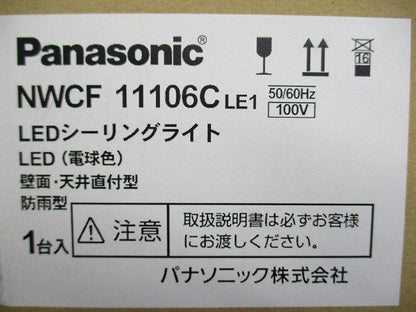 Panasonic®
16
NWCF 11106C LE1 50/60Hz
100V
LEDシーリングライト
LED（電球色）
壁面・天井直付型
防雨型
1台入
注意
取扱説明書は必ずお客様
にお渡しください。
パナソニック株式会社